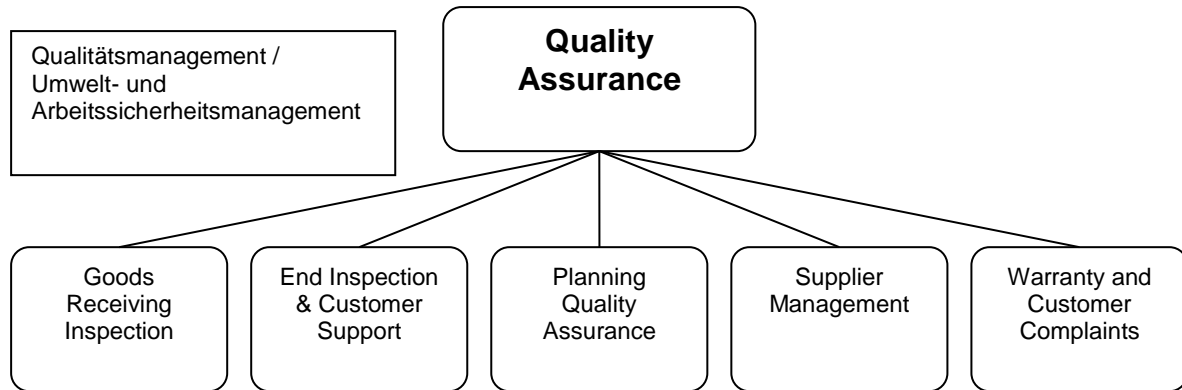 Qualitätsmanagement /
Umwelt- und
Arbeitssicherheitsmanagement
Quality
Assurance
Goods
Receiving
Inspection
End Inspection
& Customer
Support
Planning
Quality
Assurance
Supplier
Management
Warranty and
Customer
Complaints